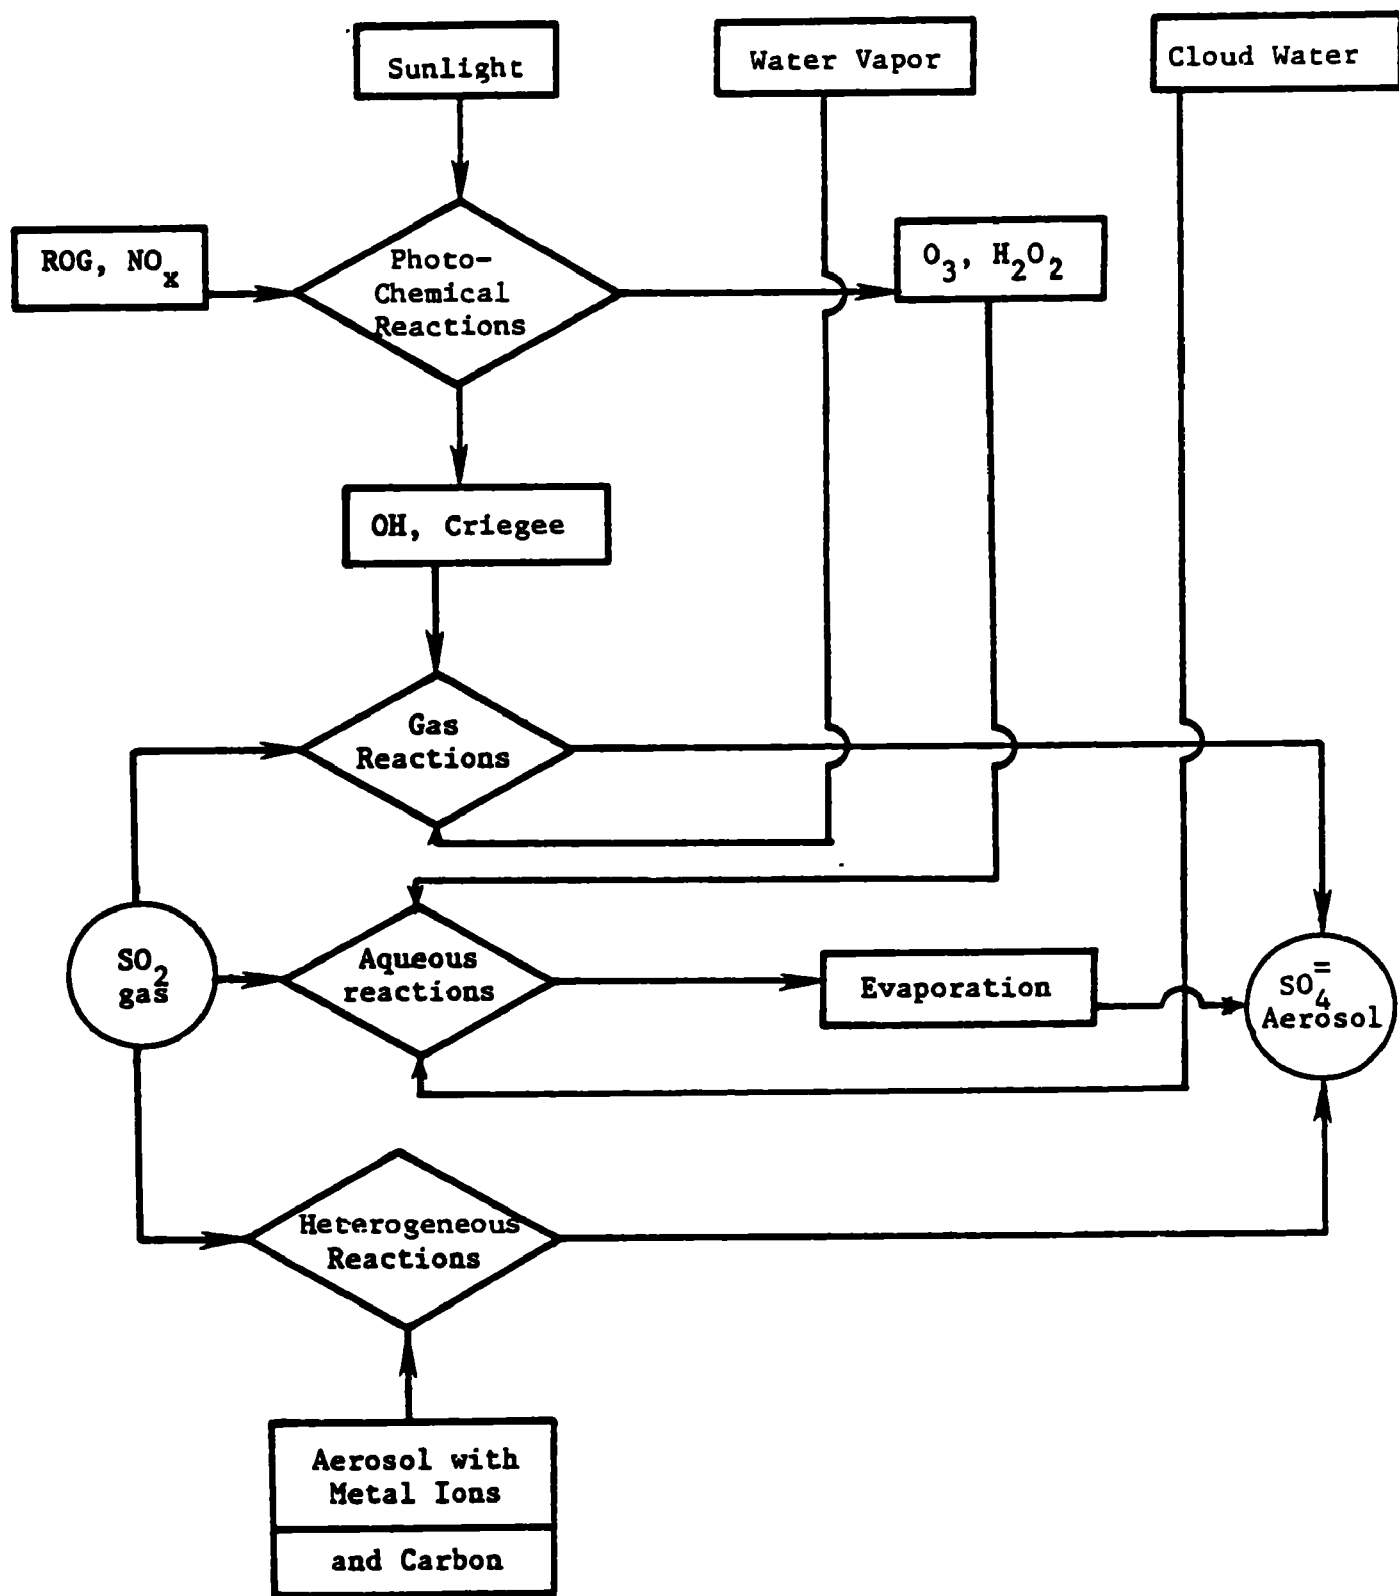 Sunlight
Water Vapor
Cloud Water
ROG, NOx
Photo-
Chemical
Reactions
O3, H2O2
OH, Criegee
Gas
Reactions
SO2
gas
Aqueous
reactions
Evaporation
SO4=
Aerosol
Heterogeneous
Reactions
Aerosol with
Metal Ions
and Carbon